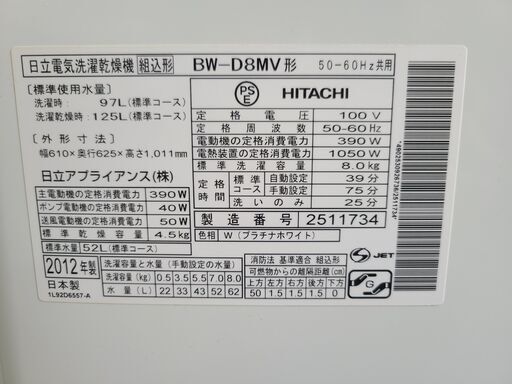 日立電気洗濯乾燥機 組込形 BW-D8MV形 50-60Hz共用
〔標準使用水量〕
洗濯時: 97L(標準コース)
洗濯乾燥時:125L(標準コース)
〔外形寸法〕
幅610×奥行625×高さ1,011mm
日立アプライアンス(株)
主電動機の定格消費電力 390W
ポンプ電動機の定格消費電力 40W
送風電動機の定格消費電力 50W
標準乾燥容量 4.5kg
標準水量 52L(標準コース)
PS
E
HITACHI
定格電圧 100V
定格周波数 50-60Hz
電動機の定格消費電力 390W
電熱装置の定格消費電力 1050W
標準洗濯容量 8.0kg
定格時間 標準コース 自動設定 39分
手動設定 75分
洗いのみ 25分
製造番号 2511734
色相 W(プラチナホワイト)
JET
2012年製
日本製
1L92D6557-A
洗濯容量と水量(手動設定の水量)
洗濯容量(kg) 0.5 3.5 5.5 7.0 8.0
水量(L) 22 33 43 52 62
消防法 基準適合 組込形
可燃物からの離隔距離(cm)
上方 左方 右方 前方 後方 下方
50 1.5 1.5 1.5 1.5 0
G